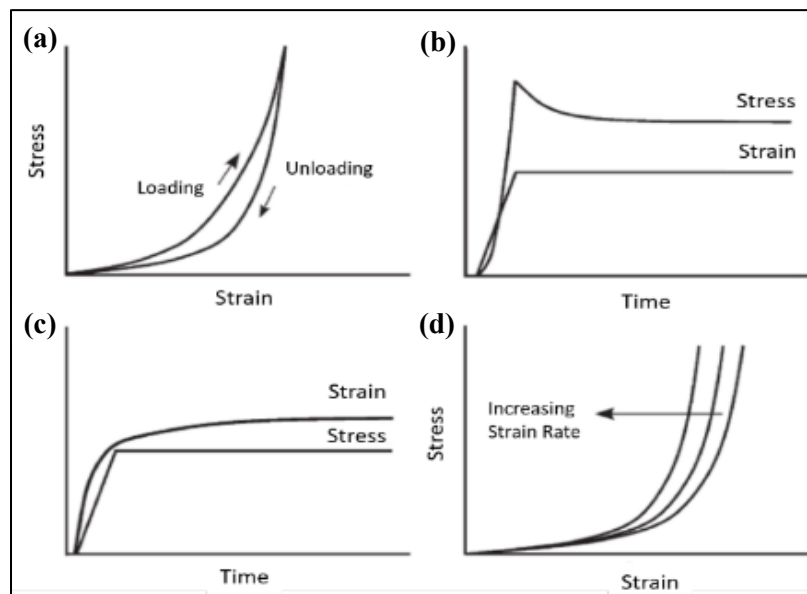 (a)
Stress
Loading
Unloading
Strain
(b)
Stress
Strain
Time
(c)
Strain
Stress
Time
(d)
Stress
Increasing
Strain Rate
Strain